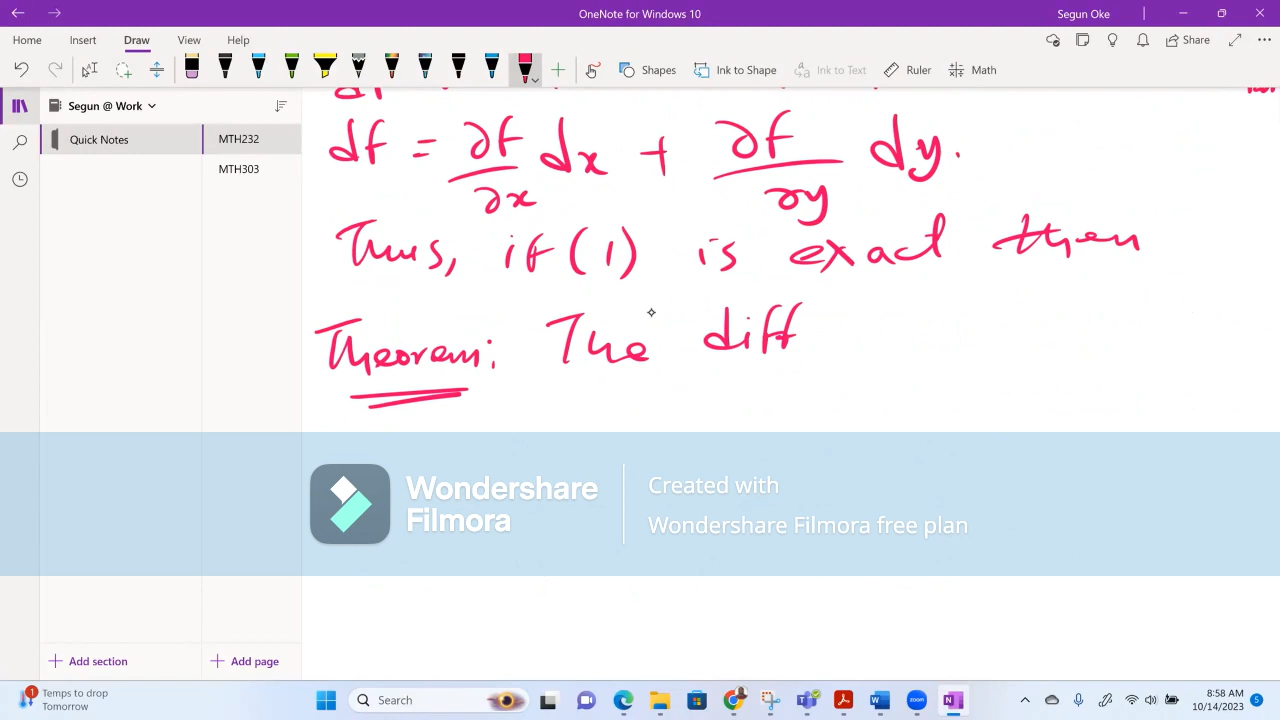 OneNote for Windows 10
Segun Oke
Home Insert Draw View Help
Share
Shapes Ink to Shape Ink to Text Ruler Math
Segun @ Work
Quick Notes
MTH232
MTH303
df = ∂f/∂x dx + ∂f/∂y dy.
Thus, if (1) is exact then
Theorem: The diff
Wondershare
Filmora
Created with
Wondershare Filmora free plan
Add section
Add page
1
Temps to drop
Tomorrow
Search
zoom
8:58 AM
10/14/2023
5